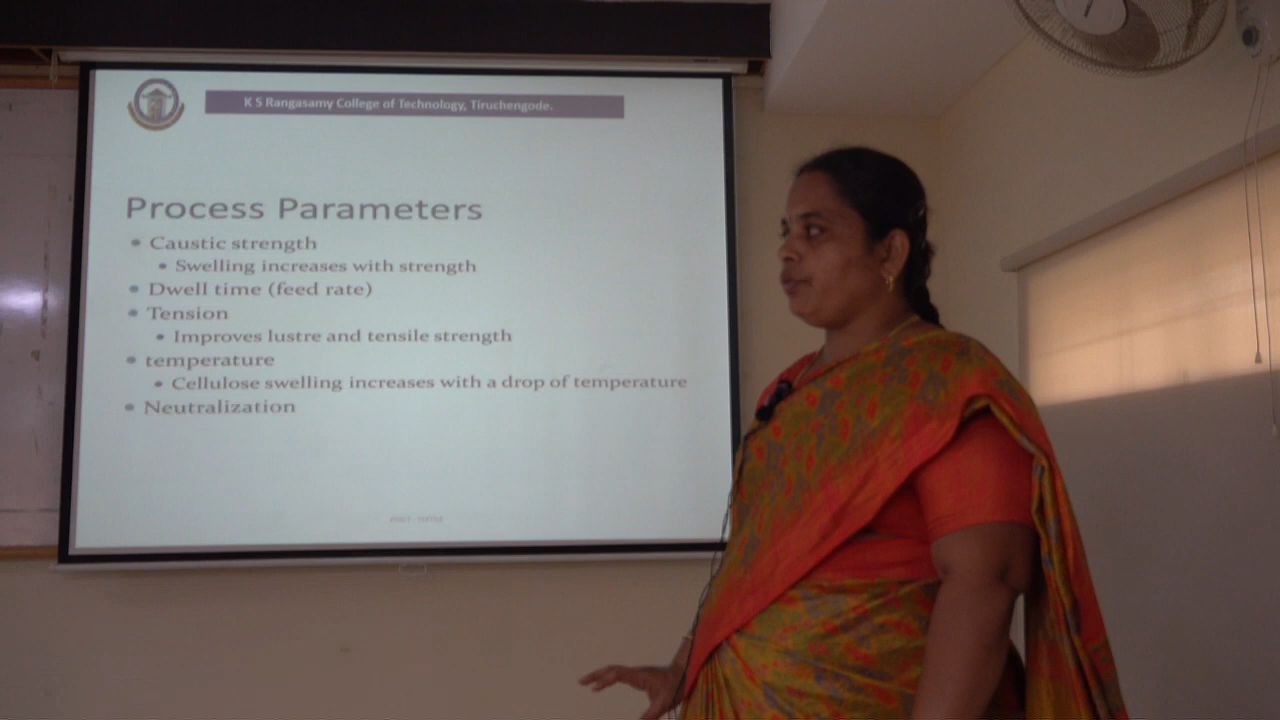 K S Rangasamy College of Technology, Tiruchengode.
Process Parameters
• Caustic strength
• Swelling increases with strength
• Dwell time (feed rate)
• Tension
• Improves lustre and tensile strength
• temperature
• Cellulose swelling increases with a drop of temperature
• Neutralization